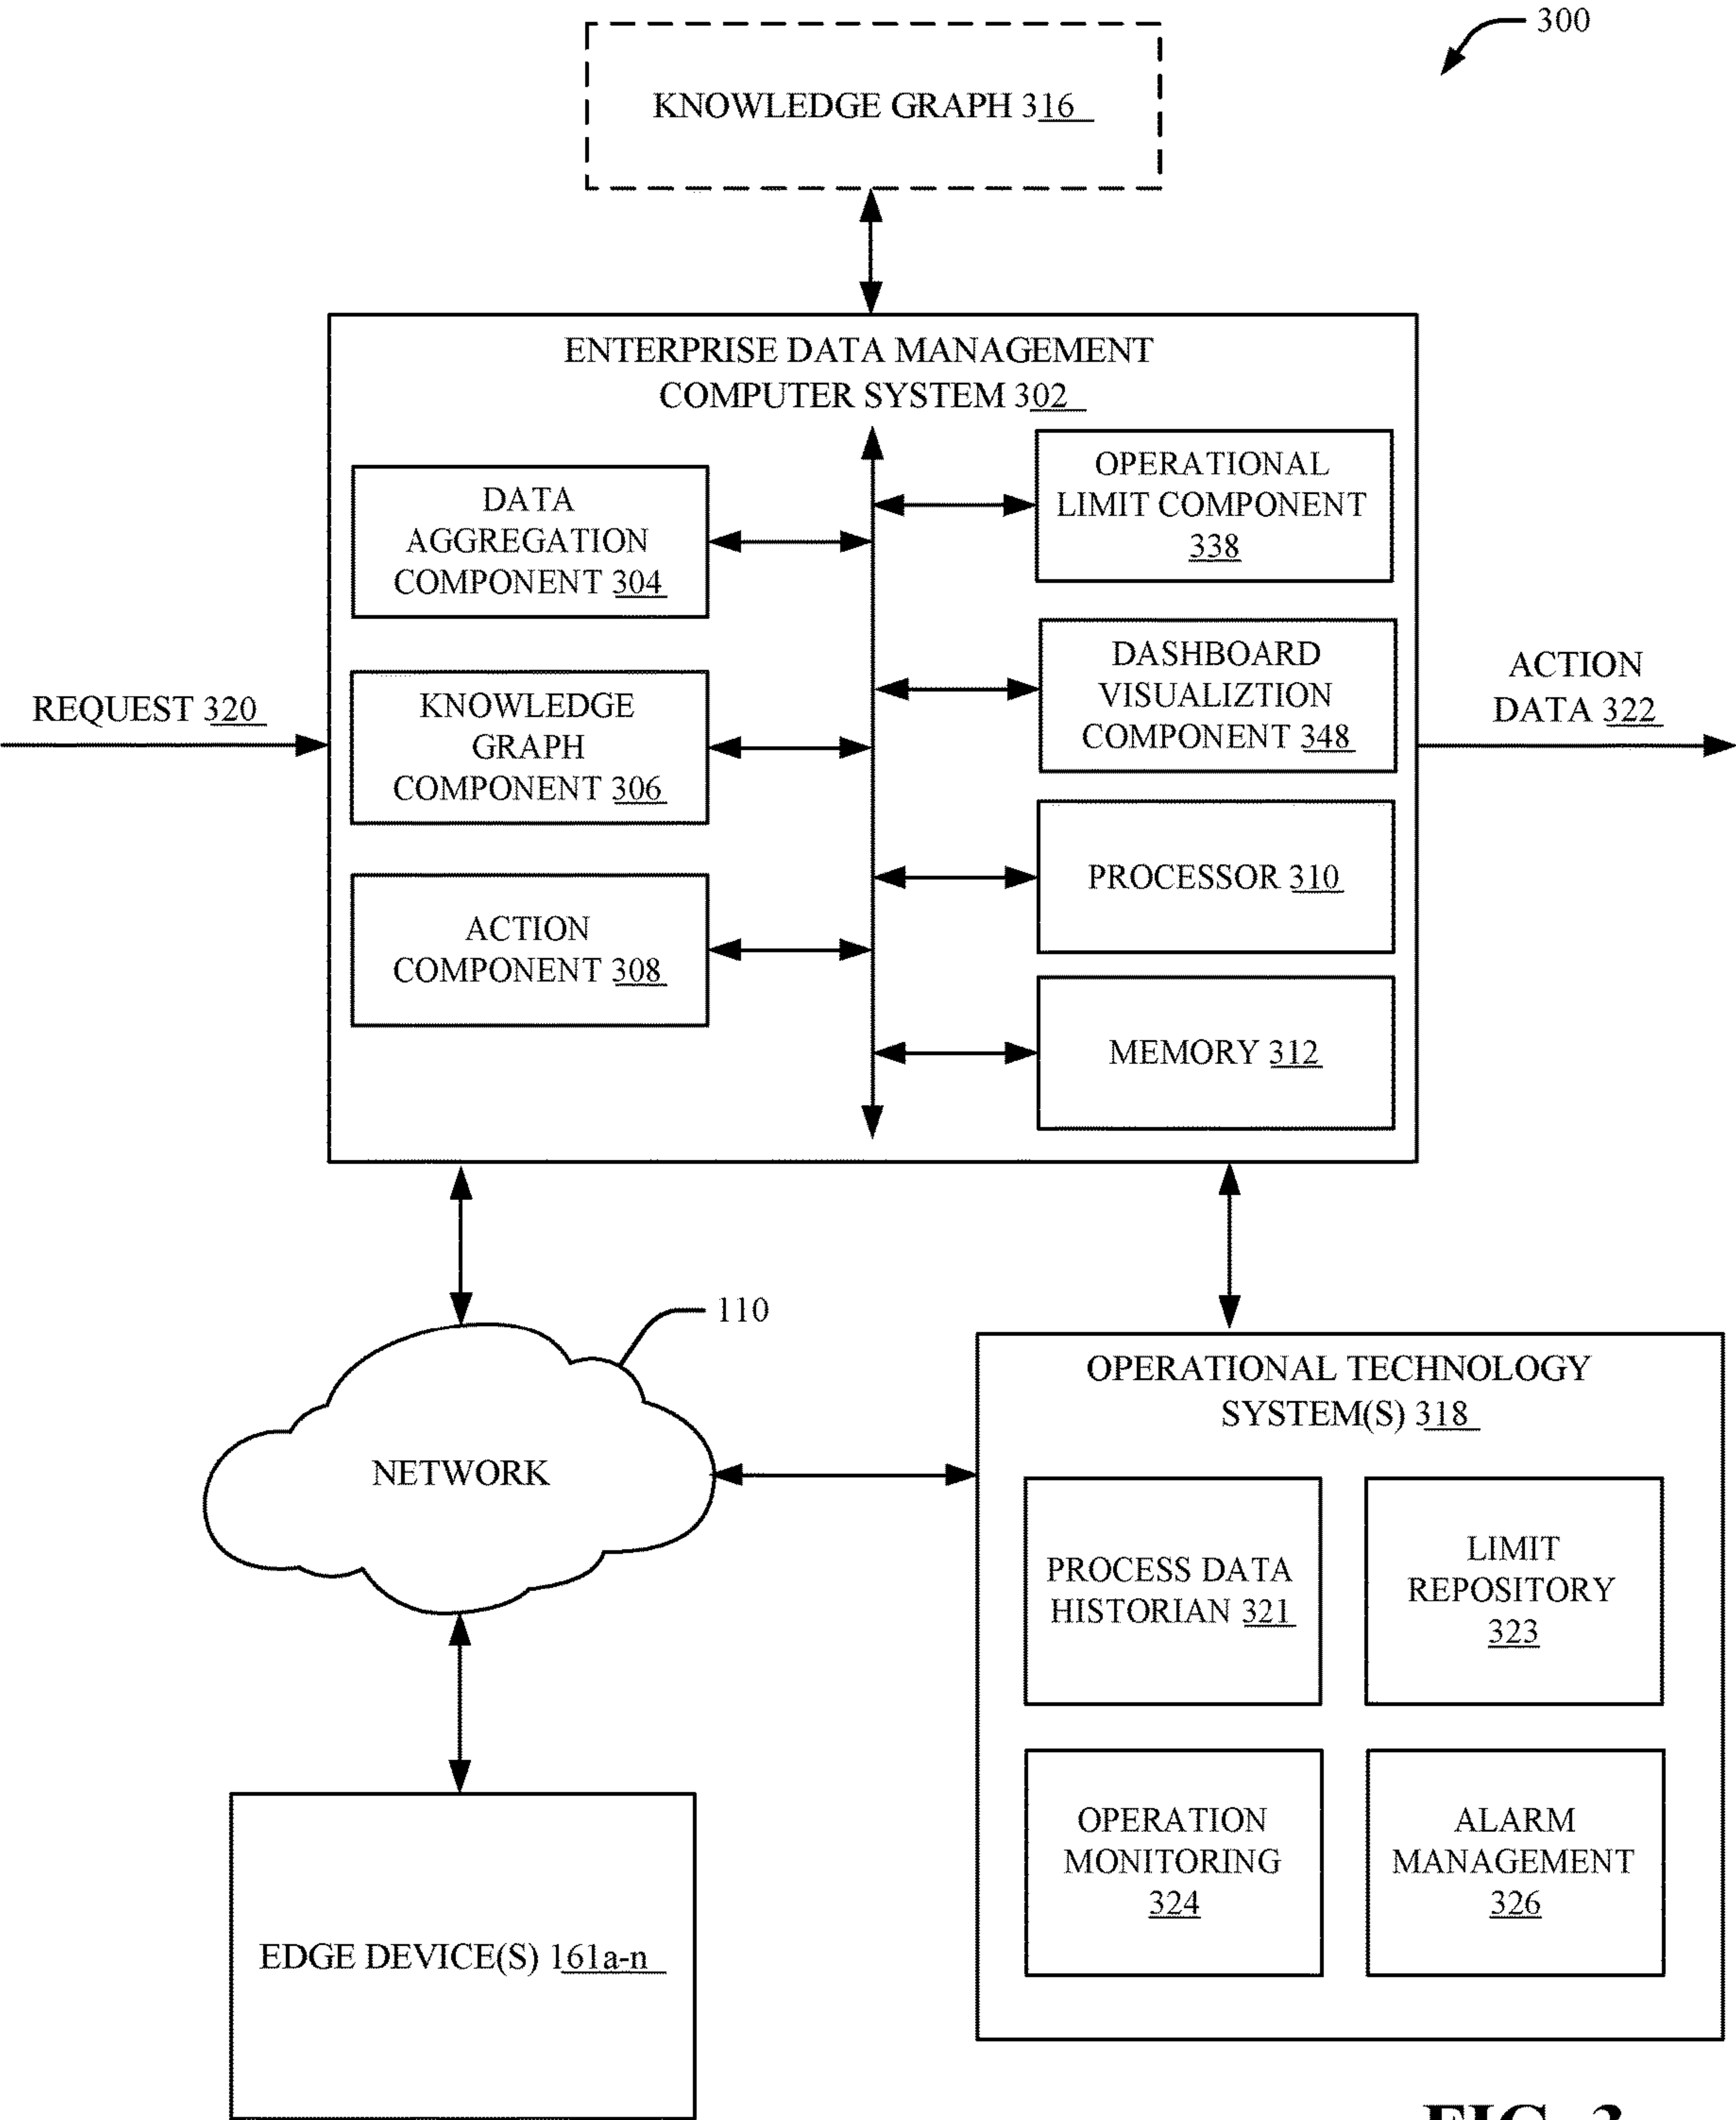 300
KNOWLEDGE GRAPH 316
ENTERPRISE DATA MANAGEMENT
COMPUTER SYSTEM 302
DATA
AGGREGATION
COMPONENT 304
OPERATIONAL
LIMIT COMPONENT
338
REQUEST 320
KNOWLEDGE
GRAPH
COMPONENT 306
DASHBOARD
VISUALIZTION
COMPONENT 348
ACTION
DATA 322
ACTION
COMPONENT 308
PROCESSOR 310
MEMORY 312
110
NETWORK
OPERATIONAL TECHNOLOGY
SYSTEM(S) 318
PROCESS DATA
HISTORIAN 321
LIMIT
REPOSITORY
323
OPERATION
MONITORING
324
ALARM
MANAGEMENT
326
EDGE DEVICE(S) 161a-n
FIG. 3